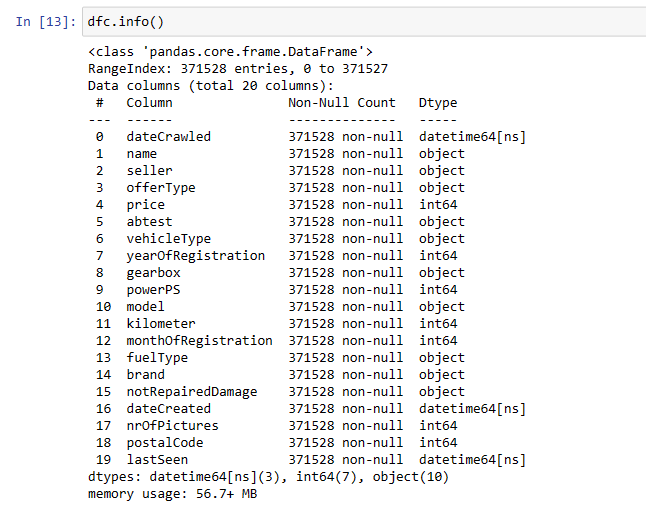 In [13]: dfc.info()
<class 'pandas.core.frame.DataFrame'>
RangeIndex: 371528 entries, 0 to 371527
Data columns (total 20 columns):
 #   Column               Non-Null Count   Dtype
---  ------               --------------   -----
 0   dateCrawled          371528 non-null  datetime64[ns]
 1   name                 371528 non-null  object
 2   seller               371528 non-null  object
 3   offerType            371528 non-null  object
 4   price                371528 non-null  int64
 5   abtest               371528 non-null  object
 6   vehicleType          371528 non-null  object
 7   yearOfRegistration   371528 non-null  int64
 8   gearbox              371528 non-null  object
 9   powerPS              371528 non-null  int64
 10  model                371528 non-null  object
 11  kilometer            371528 non-null  int64
 12  monthOfRegistration  371528 non-null  int64
 13  fuelType             371528 non-null  object
 14  brand                371528 non-null  object
 15  notRepairedDamage    371528 non-null  object
 16  dateCreated          371528 non-null  datetime64[ns]
 17  nrOfPictures         371528 non-null  int64
 18  postalCode           371528 non-null  int64
 19  lastSeen             371528 non-null  datetime64[ns]
dtypes: datetime64[ns](3), int64(7), object(10)
memory usage: 56.7+ MB